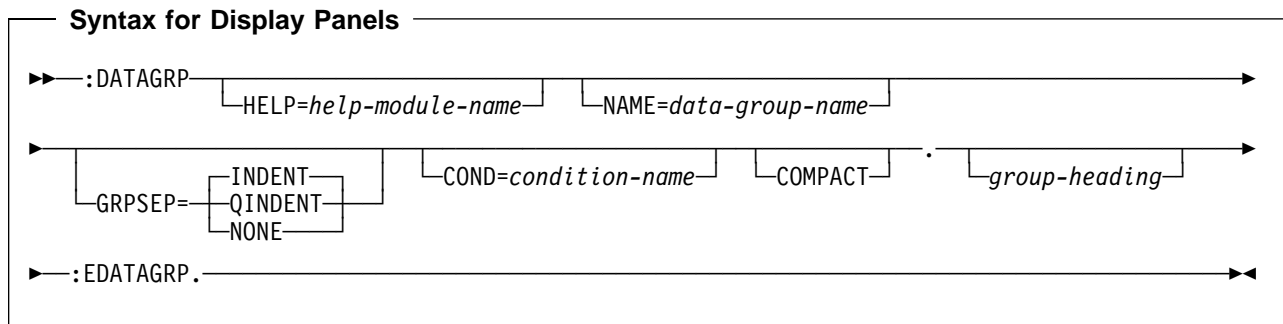 Syntax for Display Panels
:DATAGRP
HELP=help-module-name
NAME=data-group-name
GRPSEP=
INDENT
QINDENT
NONE
COND=condition-name
COMPACT
.
group-heading
:EDATAGRP.